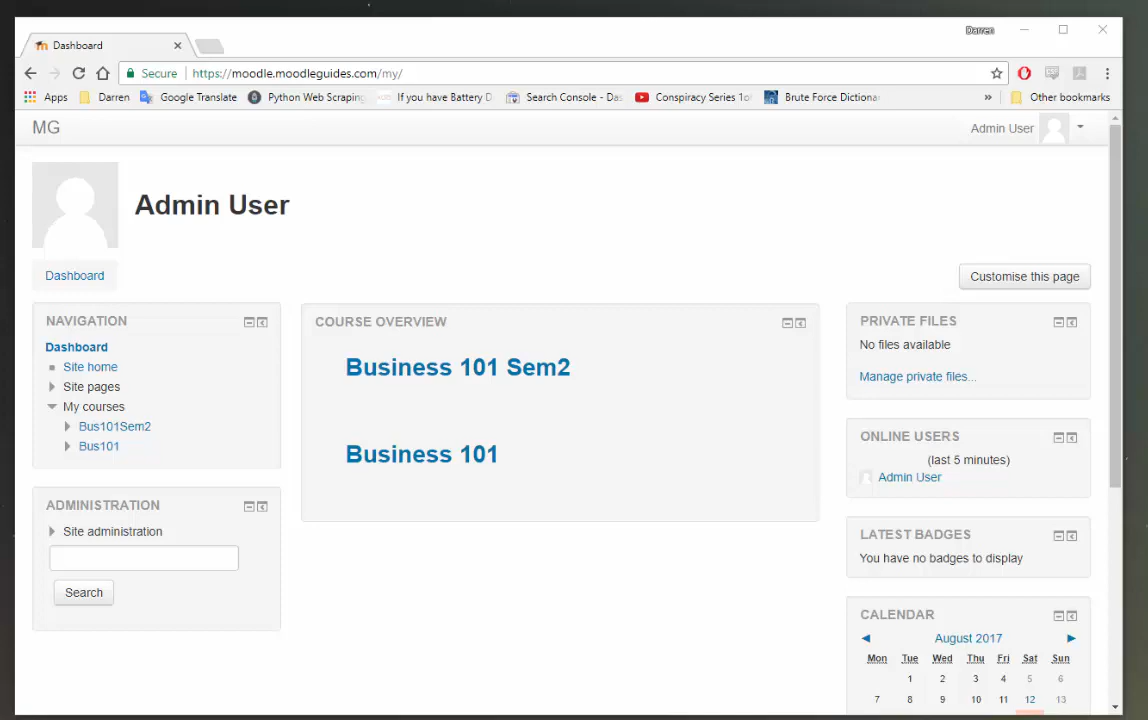 Darren
Dashboard
Secure https://moodle.moodleguides.com/my/
Apps Darren Google Translate Python Web Scraping If you have Battery D Search Console - Das Conspiracy Series 1o Brute Force Dictiona » Other bookmarks
MG Admin User
Admin User
Dashboard Customise this page
NAVIGATION
Dashboard
Site home
Site pages
My courses
Bus101Sem2
Bus101
ADMINISTRATION
Site administration
Search
COURSE OVERVIEW
Business 101 Sem2
Business 101
PRIVATE FILES
No files available
Manage private files...
ONLINE USERS
(last 5 minutes)
Admin User
LATEST BADGES
You have no badges to display
CALENDAR
◄ August 2017 ►
Mon Tue Wed Thu Fri Sat Sun
1 2 3 4 5 6
7 8 9 10 11 12 13